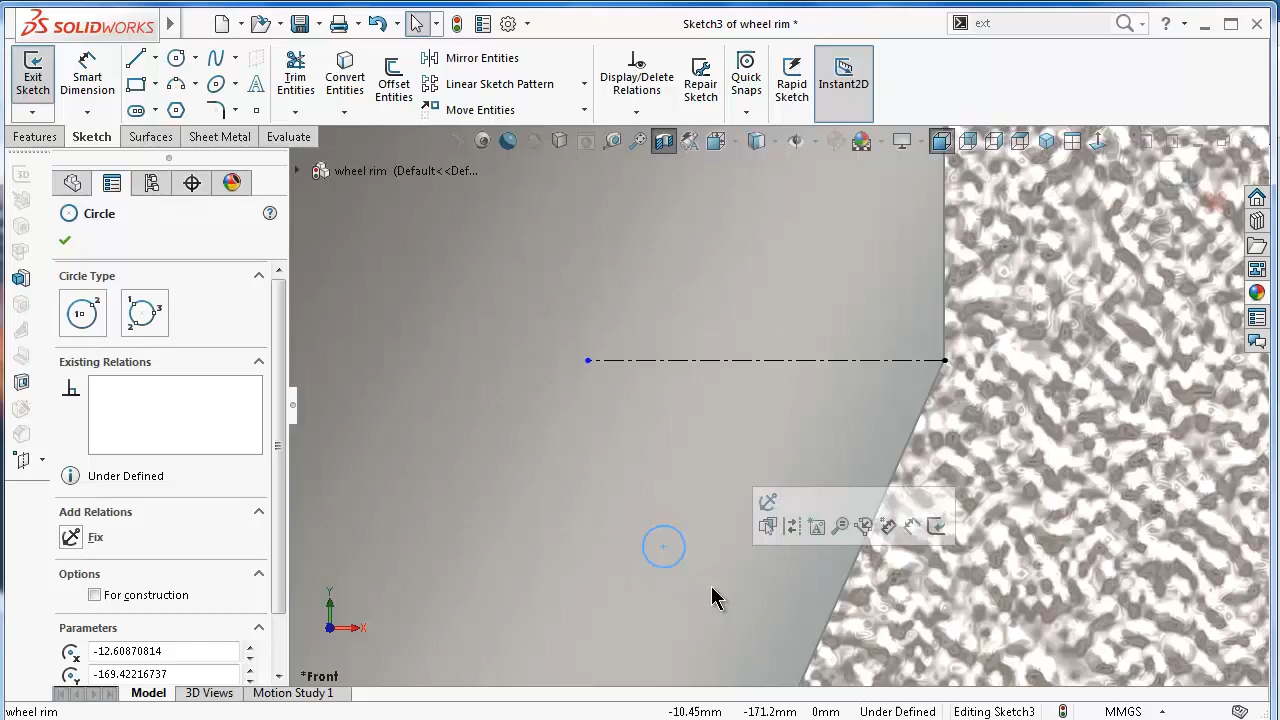 SOLIDWORKS
Sketch3 of wheel rim *
ext
?
Exit Sketch
Smart Dimension
Trim Entities
Convert Entities
Offset Entities
Mirror Entities
Linear Sketch Pattern
Move Entities
Display/Delete Relations
Repair Sketch
Quick Snaps
Rapid Sketch
Instant2D
Features
Sketch
Surfaces
Sheet Metal
Evaluate
wheel rim (Default<<Def...
Circle
?
Circle Type
Existing Relations
Under Defined
Add Relations
Fix
Options
For construction
Parameters
-12.60870814
-169.42216737
Y
X
*Front
Model
3D Views
Motion Study 1
wheel rim
-10.45mm
-171.2mm
0mm
Under Defined
Editing Sketch3
MMGS